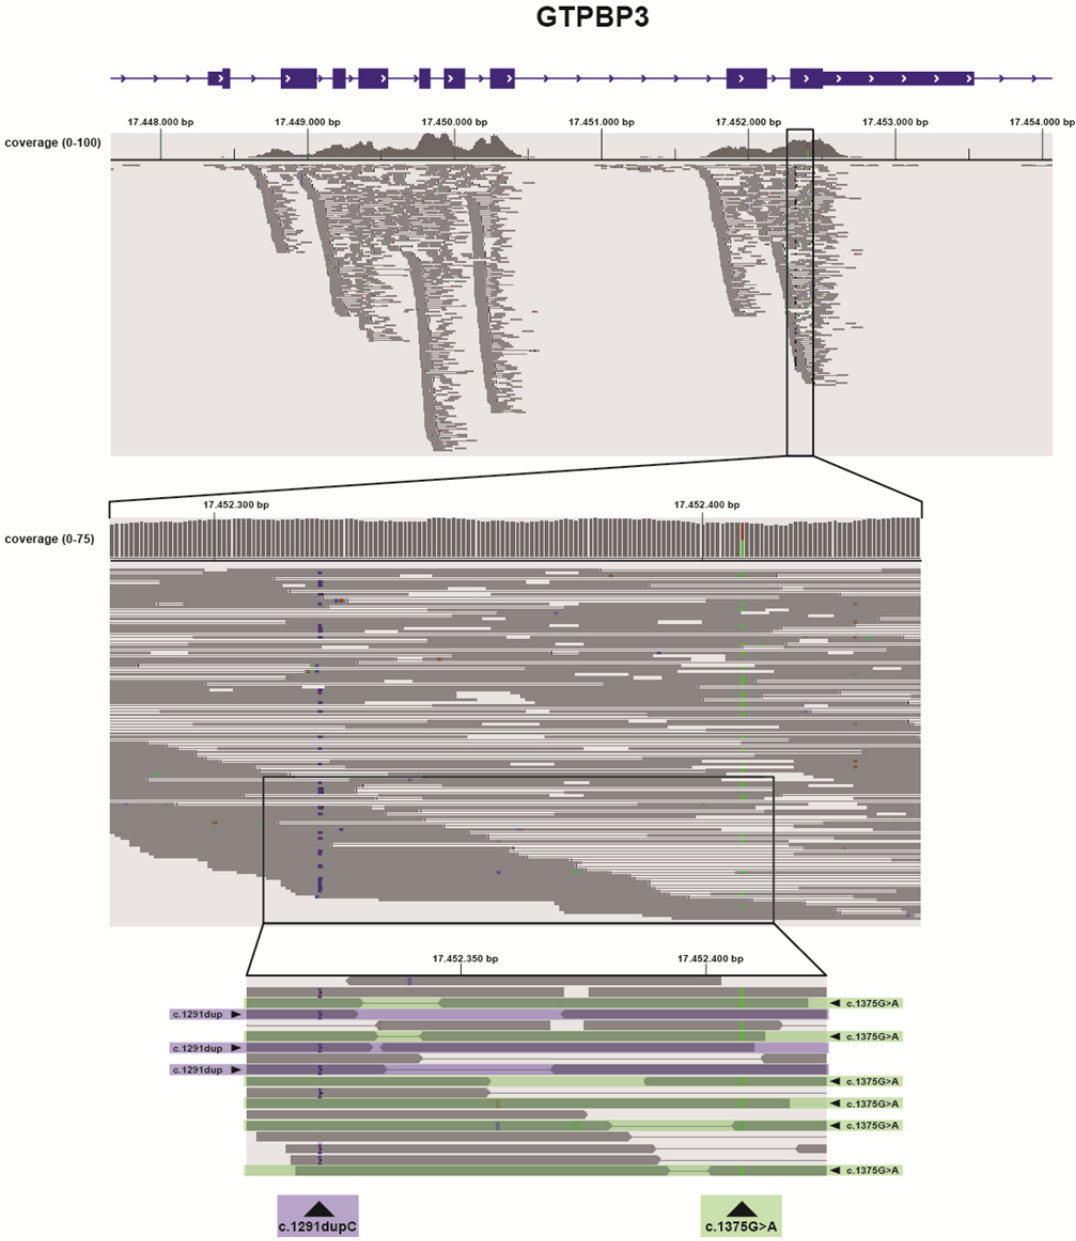 GTPBP3
17.448.000 bp 17.449.000 bp 17.450.000 bp 17.451.000 bp 17.452.000 bp 17.453.000 bp 17.454.000 bp
coverage (0-100)
17.452.300 bp 17.452.400 bp
coverage (0-75)
17.452.350 bp 17.452.400 bp
c.1375G>A
c.1291dup
c.1375G>A
c.1291dup
c.1291dup
c.1375G>A
c.1375G>A
c.1375G>A
c.1375G>A
c.1291dupC c.1375G>A